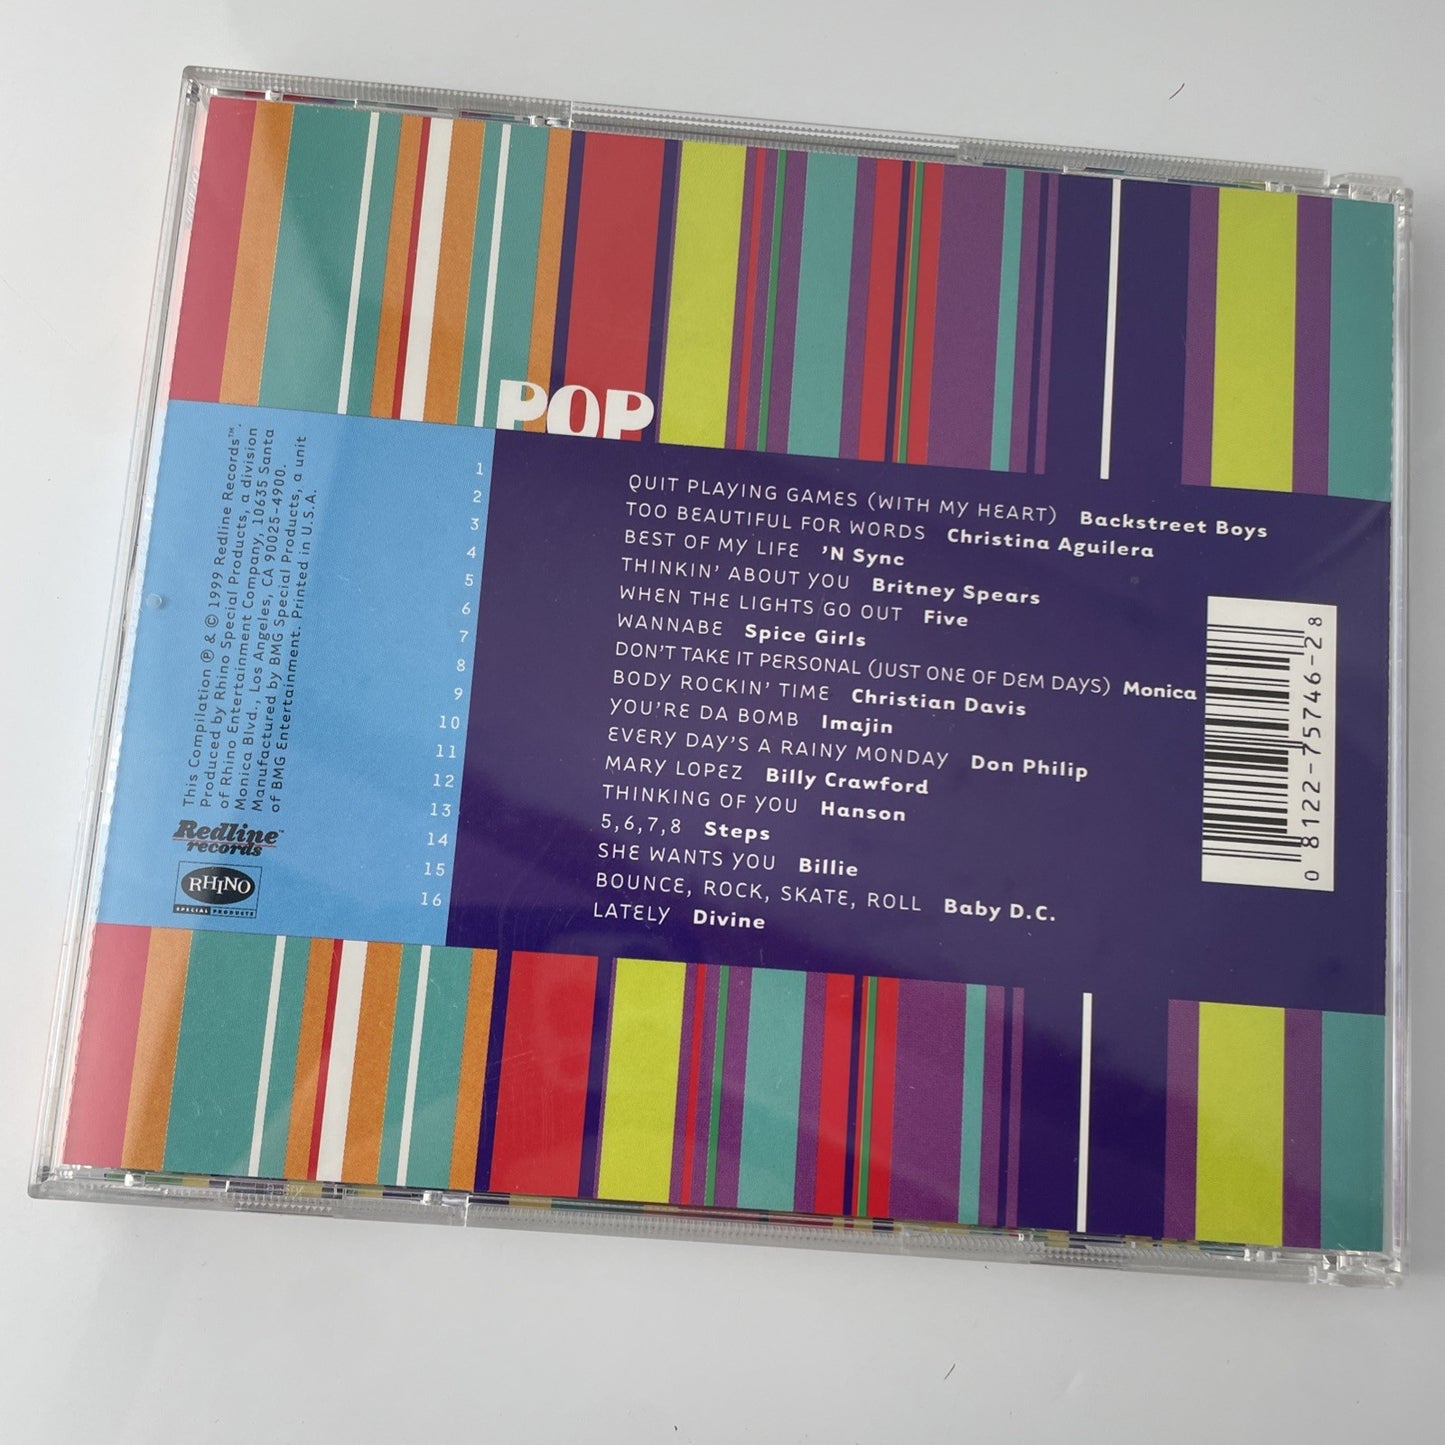 POP
1 QUIT PLAYING GAMES (WITH MY HEART) Backstreet Boys
2 TOO BEAUTIFUL FOR WORDS Christina Aguilera
3 BEST OF MY LIFE 'N Sync
4 THINKIN' ABOUT YOU Britney Spears
5 WHEN THE LIGHTS GO OUT Five
6 WANNABE Spice Girls
7 DON'T TAKE IT PERSONAL (JUST ONE OF DEM DAYS) Monica
8 BODY ROCKIN' TIME Christian Davis
9 YOU'RE DA BOMB Imajin
10 EVERY DAY'S A RAINY MONDAY Don Philip
11 MARY LOPEZ Billy Crawford
12 THINKING OF YOU Hanson
13 5,6,7,8 Steps
14 SHE WANTS YOU Billie
15 BOUNCE, ROCK, SKATE, ROLL Baby D.C.
16 LATELY Divine
This Compilation ℗ & © 1999 Redline Records™.
Produced by Rhino Special Products, a division
of Rhino Entertainment Company, 10635 Santa
Monica Blvd., Los Angeles, CA 90025-4900.
Manufactured by BMG Special Products, a unit
of BMG Entertainment. Printed in U.S.A.
Redline™
records
RHINO
SPECIAL PRODUCTS
0 8122-75746-2 8